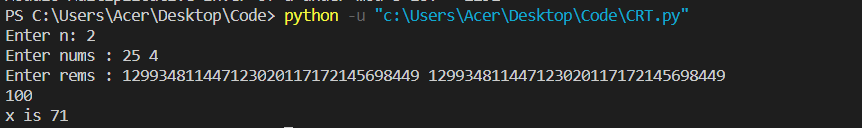 PS C:\Users\Acer\Desktop\Code> python -u "c:\Users\Acer\Desktop\Code\CRT.py"
Enter n: 2
Enter nums : 25 4
Enter rems : 129934811447123020117172145698449 129934811447123020117172145698449
100
x is 71